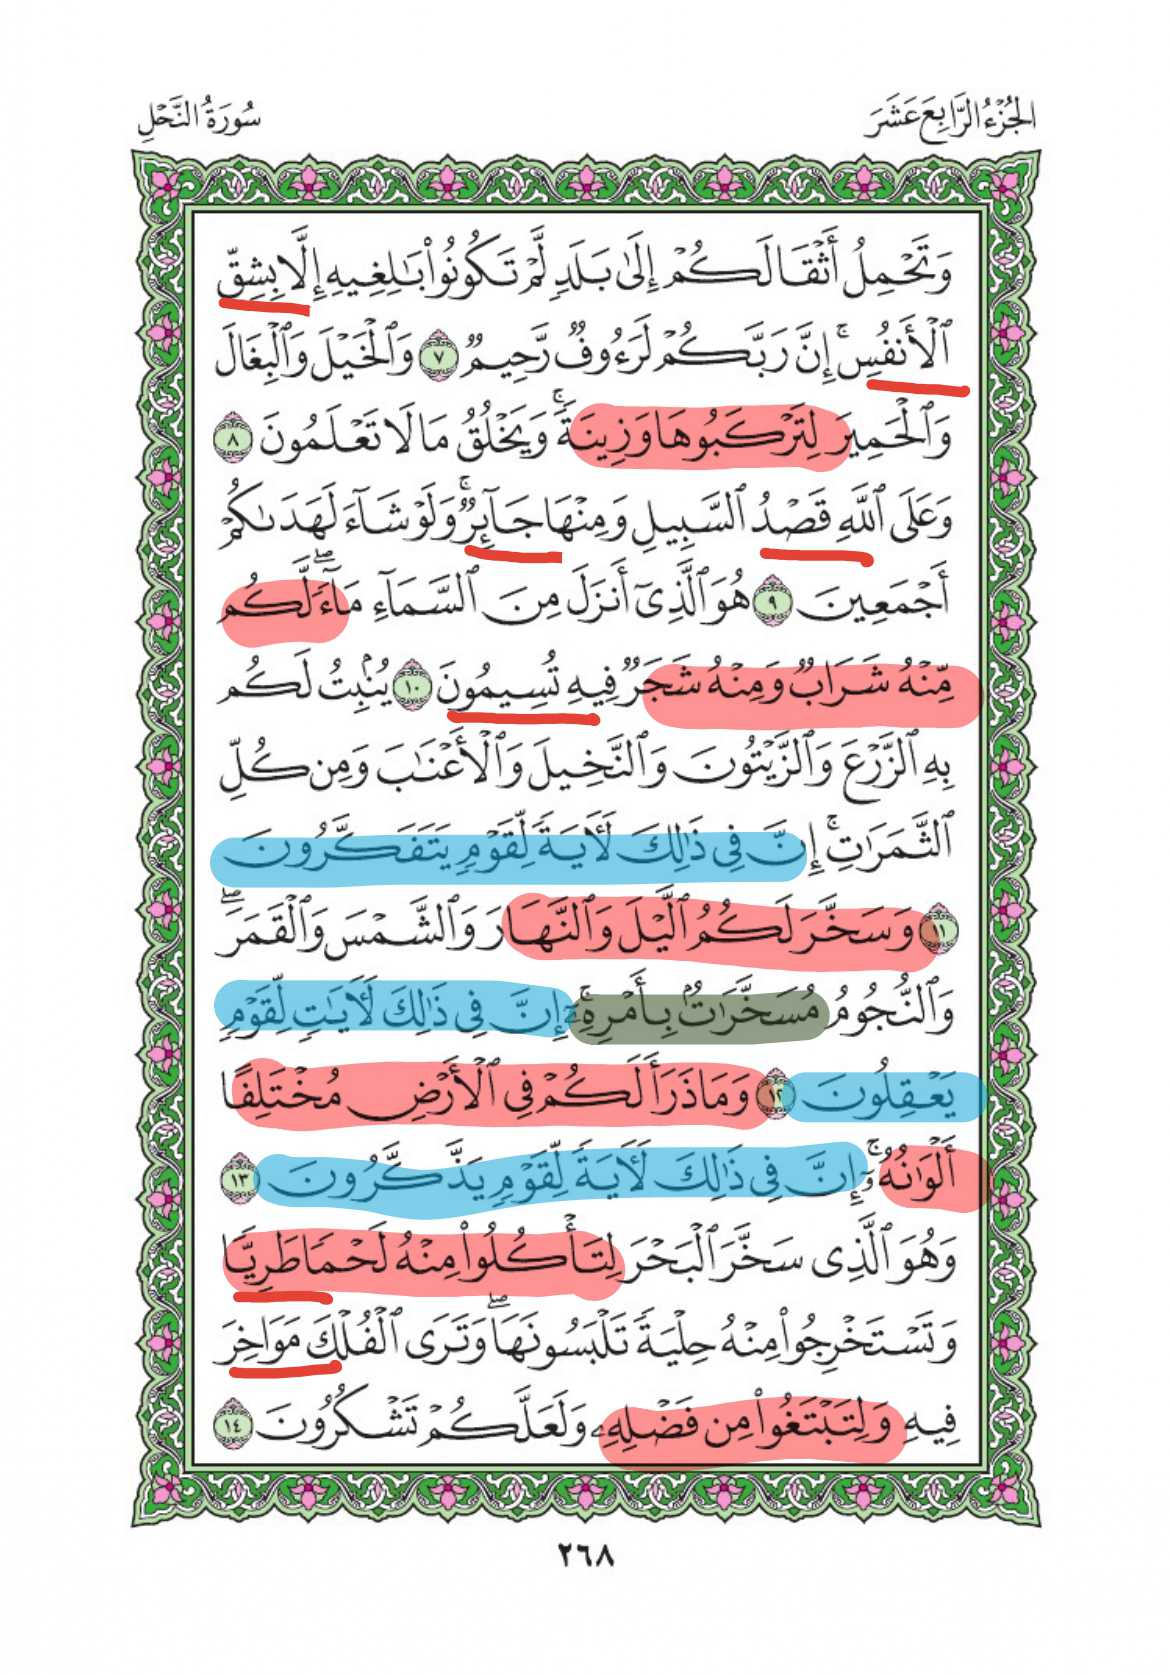 الجُزْءُ الرَّابِعَ عَشَرَ
سُورَةُ النَّحْلِ
وَتَحْمِلُ أَثْقَالَكُمْ إِلَىٰ بَلَدٍ لَّمْ تَكُونُوا۟ بَـٰلِغِيهِ إِلَّا بِشِقِّ
ٱلْأَنفُسِ ۚ إِنَّ رَبَّكُمْ لَرَءُوفٌ رَّحِيمٌ ٧ وَٱلْخَيْلَ وَٱلْبِغَالَ
وَٱلْحَمِيرَ لِتَرْكَبُوهَا وَزِينَةً ۚ وَيَخْلُقُ مَا لَا تَعْلَمُونَ ٨
وَعَلَى ٱللَّهِ قَصْدُ ٱلسَّبِيلِ وَمِنْهَا جَآئِرٌ ۚ وَلَوْ شَآءَ لَهَدَىٰكُمْ
أَجْمَعِينَ ٩ هُوَ ٱلَّذِىٓ أَنزَلَ مِنَ ٱلسَّمَآءِ مَآءً ۖ لَّكُم
مِّنْهُ شَرَابٌ وَمِنْهُ شَجَرٌ فِيهِ تُسِيمُونَ ١٠ يُنۢبِتُ لَكُم
بِهِ ٱلزَّرْعَ وَٱلزَّيْتُونَ وَٱلنَّخِيلَ وَٱلْأَعْنَـٰبَ وَمِن كُلِّ
ٱلثَّمَرَٰتِ ۗ إِنَّ فِى ذَٰلِكَ لَـَٔايَةً لِّقَوْمٍ يَتَفَكَّرُونَ
١١ وَسَخَّرَ لَكُمُ ٱلَّيْلَ وَٱلنَّهَارَ وَٱلشَّمْسَ وَٱلْقَمَرَ ۖ
وَٱلنُّجُومُ مُسَخَّرَٰتٌۢ بِأَمْرِهِۦٓ ۗ إِنَّ فِى ذَٰلِكَ لَـَٔايَـٰتٍ لِّقَوْمٍ
يَعْقِلُونَ ١٢ وَمَا ذَرَأَ لَكُمْ فِى ٱلْأَرْضِ مُخْتَلِفًا
أَلْوَٰنُهُۥٓ ۗ إِنَّ فِى ذَٰلِكَ لَـَٔايَةً لِّقَوْمٍ يَذَّكَّرُونَ ١٣
وَهُوَ ٱلَّذِى سَخَّرَ ٱلْبَحْرَ لِتَأْكُلُوا۟ مِنْهُ لَحْمًا طَرِيًّا
وَتَسْتَخْرِجُوا۟ مِنْهُ حِلْيَةً تَلْبَسُونَهَا ۖ وَتَرَى ٱلْفُلْكَ مَوَاخِرَ
فِيهِ وَلِتَبْتَغُوا۟ مِن فَضْلِهِۦ وَلَعَلَّكُمْ تَشْكُرُونَ ١٤
٢٦٨